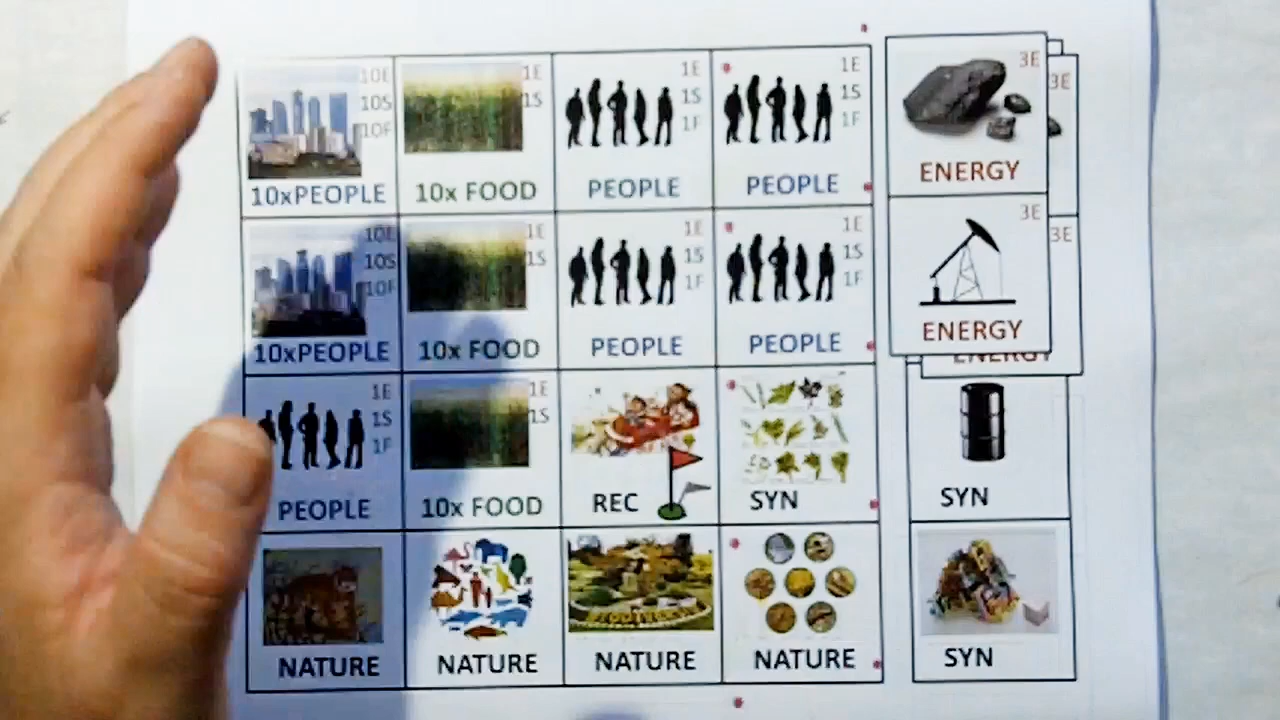 10E
10S
10F
10xPEOPLE
1E
1S
10x FOOD
1E
1S
1F
PEOPLE
1E
1S
1F
PEOPLE
3E
ENERGY
3E
10E
10S
10F
10xPEOPLE
1E
1S
10x FOOD
1E
1S
1F
PEOPLE
1E
1S
1F
PEOPLE
3E
ENERGY
3E
ENERGY
1E
1S
1F
PEOPLE
1E
1S
10x FOOD
REC
SYN
SYN
NATURE
NATURE
NATURE
NATURE
SYN